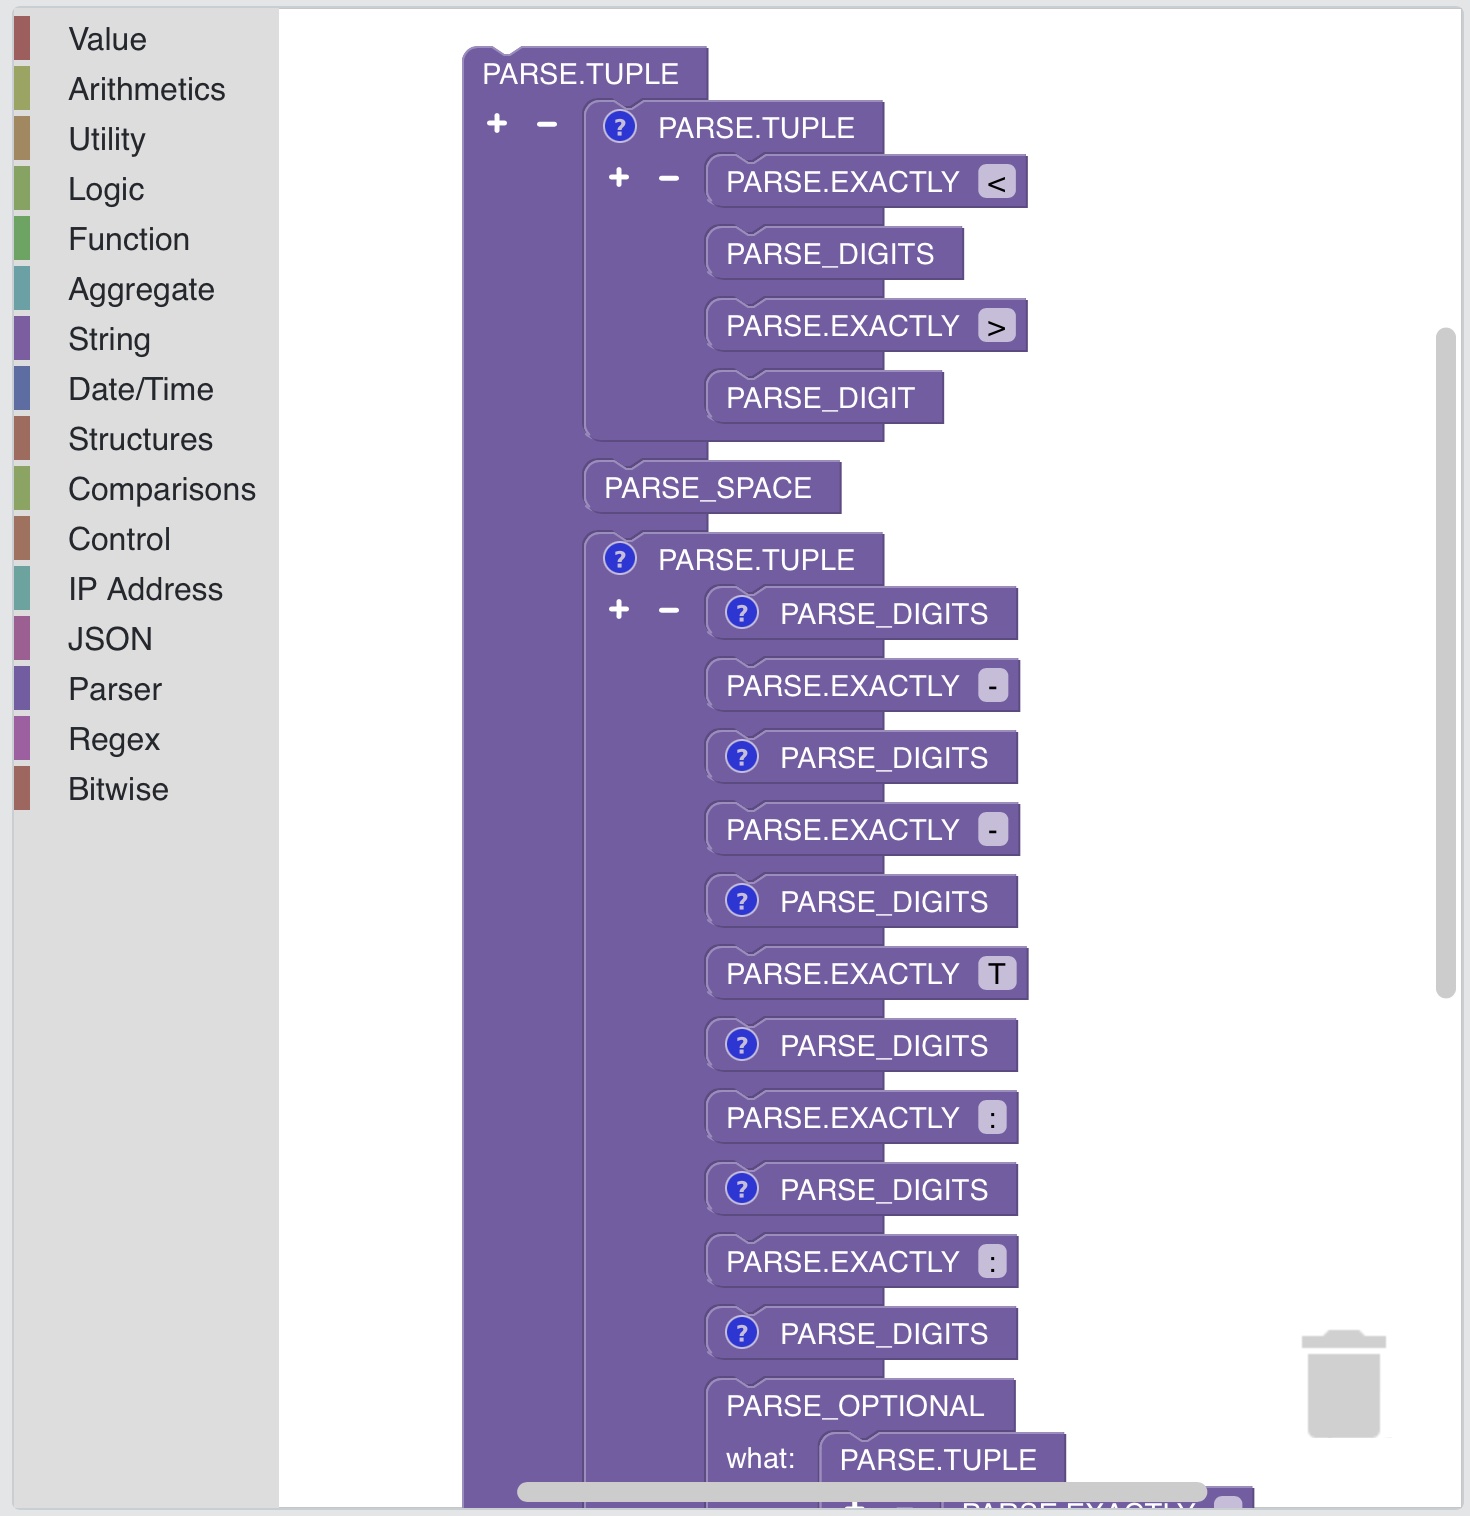 Value
Arithmetics
Utility
Logic
Function
Aggregate
String
Date/Time
Structures
Comparisons
Control
IP Address
JSON
Parser
Regex
Bitwise
PARSE.TUPLE
+ − ? PARSE.TUPLE
+ − PARSE.EXACTLY <
PARSE_DIGITS
PARSE.EXACTLY >
PARSE_DIGIT
PARSE_SPACE
? PARSE.TUPLE
+ − ? PARSE_DIGITS
PARSE.EXACTLY -
? PARSE_DIGITS
PARSE.EXACTLY -
? PARSE_DIGITS
PARSE.EXACTLY T
? PARSE_DIGITS
PARSE.EXACTLY :
? PARSE_DIGITS
PARSE.EXACTLY :
? PARSE_DIGITS
PARSE_OPTIONAL
what: PARSE.TUPLE
PARSE.EXACTLY